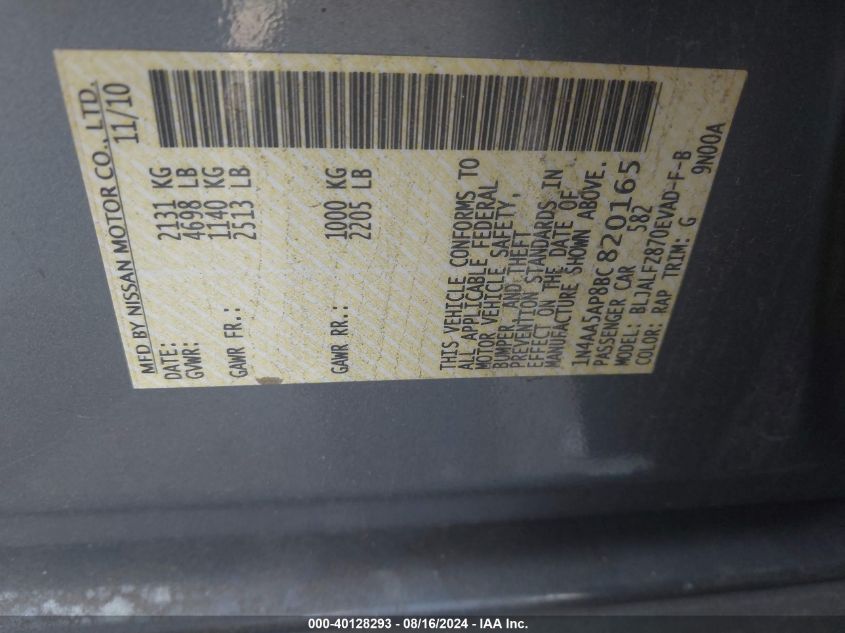 MFD BY NISSAN MOTOR CO., LTD.
DATE: 11/10
GVWR: 2131 KG
4698 LB
GAWR FR.: 1140 KG
2513 LB
GAWR RR.: 1000 KG
2205 LB
THIS VEHICLE CONFORMS TO
ALL APPLICABLE FEDERAL
MOTOR VEHICLE SAFETY,
BUMPER, AND THEFT
PREVENTION STANDARDS IN
EFFECT ON THE DATE OF
MANUFACTURE SHOWN ABOVE.
1N4AA5AP8BC820165
PASSENGER CAR 582
MODEL: BLJALFZ870EVAD-F-B
COLOR: RAP TRIM: G 9N00A
000-40128293 - 08/16/2024 - IAA Inc.